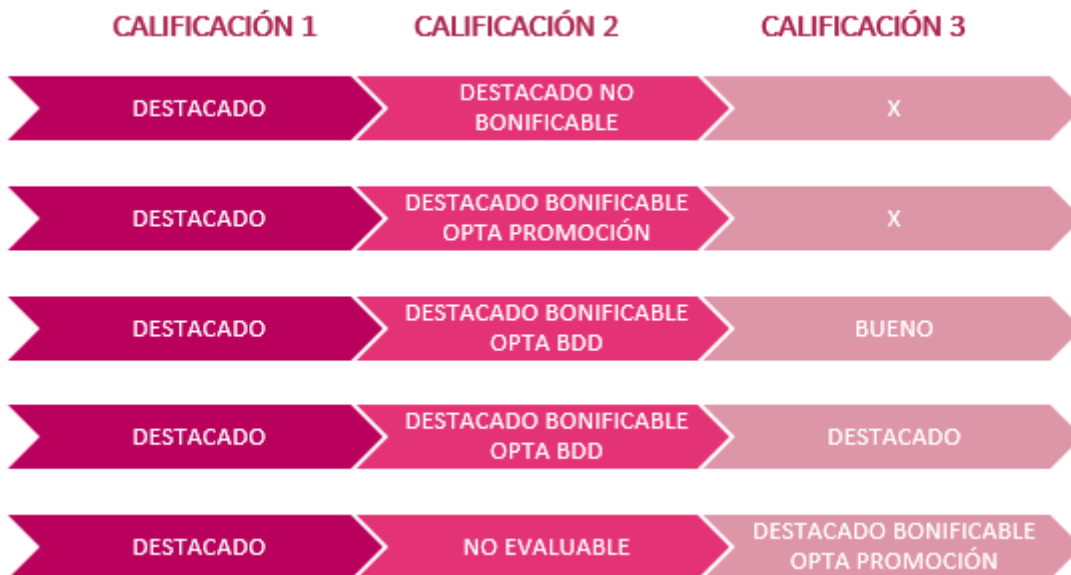 CALIFICACIÓN 1 CALIFICACIÓN 2 CALIFICACIÓN 3
DESTACADO
DESTACADO NO
BONIFICABLE
X
DESTACADO
DESTACADO BONIFICABLE
OPTA PROMOCIÓN
X
DESTACADO
DESTACADO BONIFICABLE
OPTA BDD
BUENO
DESTACADO
DESTACADO BONIFICABLE
OPTA BDD
DESTACADO
DESTACADO
NO EVALUABLE
DESTACADO BONIFICABLE
OPTA PROMOCIÓN